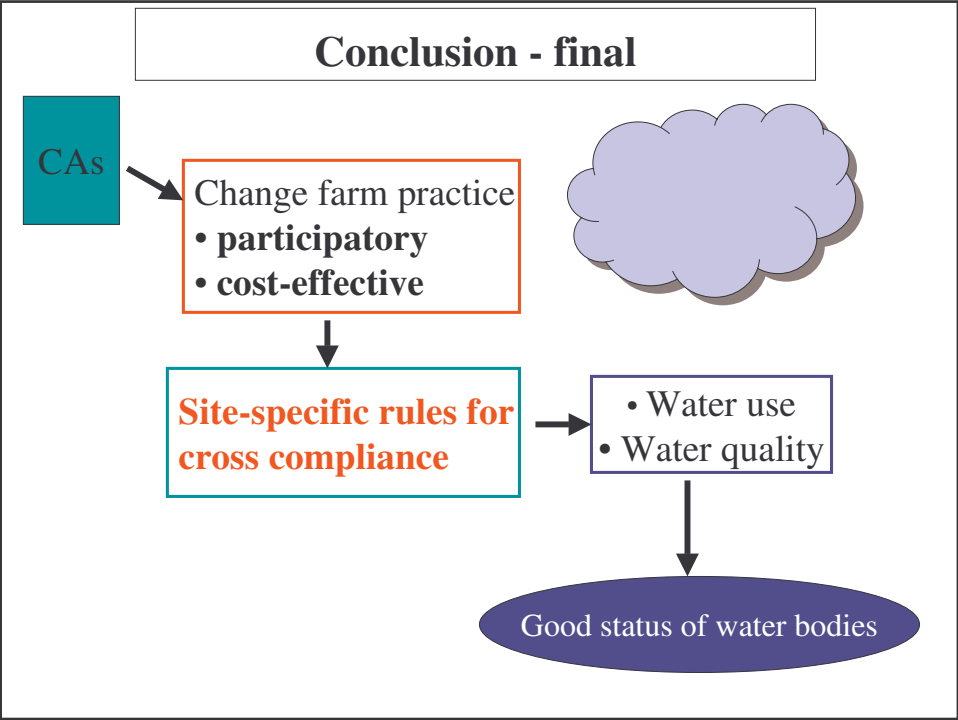 Conclusion - final
CAs
Change farm practice
• participatory
• cost-effective
Site-specific rules for
cross compliance
• Water use
• Water quality
Good status of water bodies